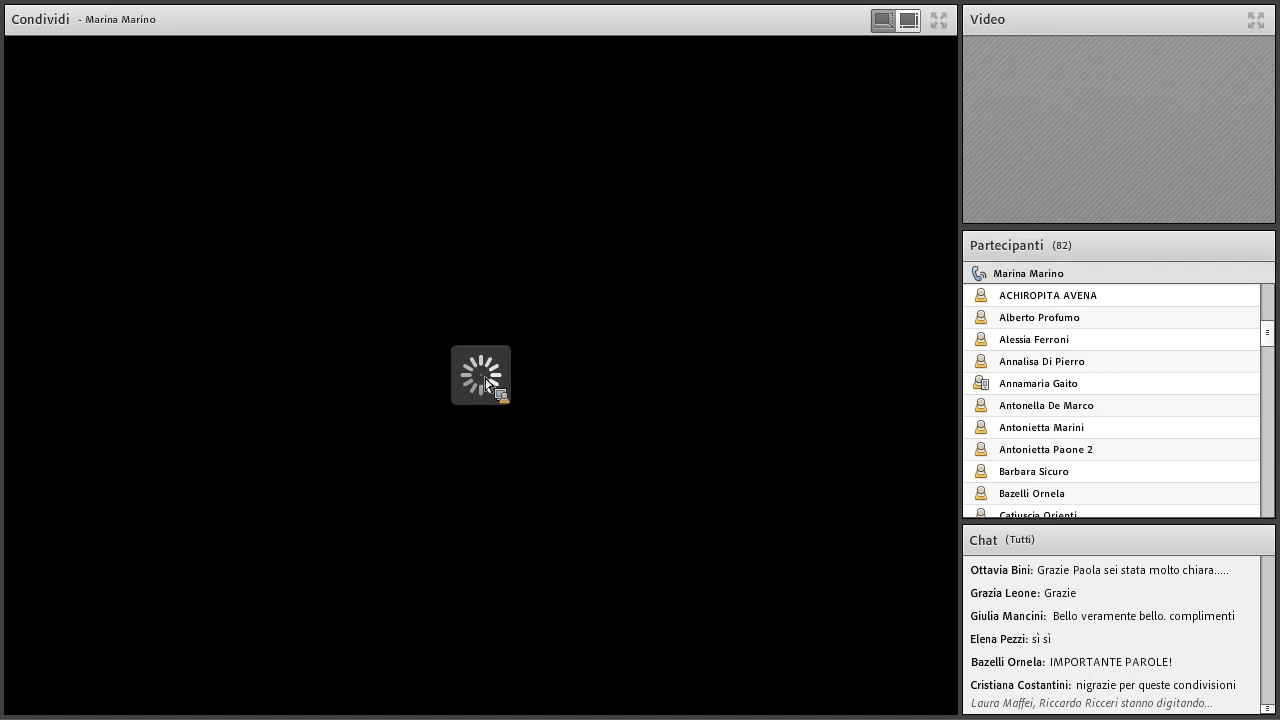 Condividi - Marina Marino
Video
Partecipanti (82)
Marina Marino
ACHIROPITA AVENA
Alberto Profumo
Alessia Ferroni
Annalisa Di Pierro
Annamaria Gaito
Antonella De Marco
Antonietta Marini
Antonietta Paone 2
Barbara Sicuro
Bazelli Ornela
Catiuscia Orienti
Chat (Tutti)
Ottavia Bini: Grazie Paola sei stata molto chiara.....
Grazia Leone: Grazie
Giulia Mancini: Bello veramente bello. complimenti
Elena Pezzi: sì sì
Bazelli Ornela: IMPORTANTE PAROLE!
Cristiana Costantini: nigrazie per queste condivisioni
Laura Maffei, Riccardo Ricceri stanno digitando...